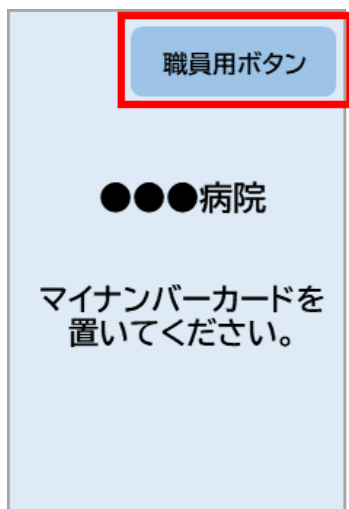 職員用ボタン
●●●病院
マイナンバーカードを
置いてください。